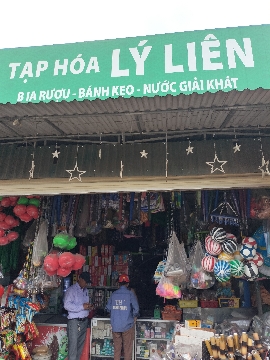 TẠP HÓA LÝ LIÊN
BIA RƯỢU - BÁNH KẸO - NƯỚC GIẢI KHÁT